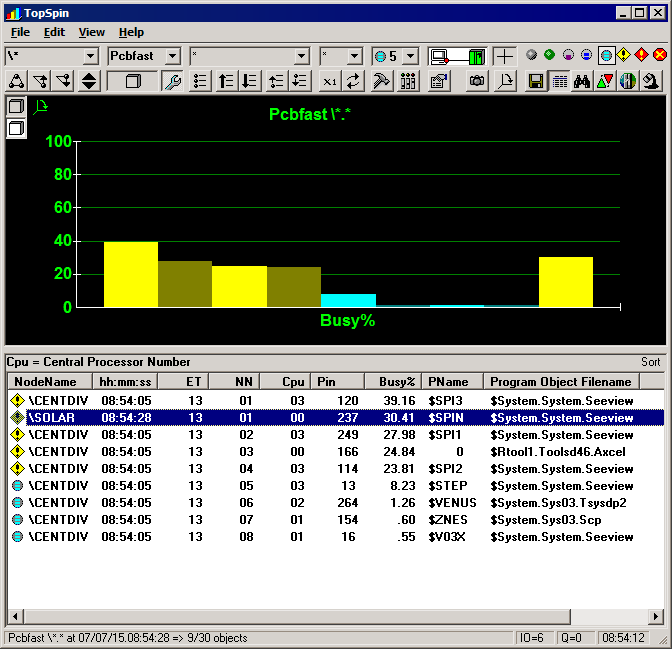 TopSpin
File Edit View Help
\* Pcbfast * * 5
x1
Pcbfast \*.*
100
80
60
40
20
0
Busy%
Cpu = Central Processor Number Sort
NodeName hh:mm:ss ET NN Cpu Pin Busy% PName Program Object Filename
\CENTDIV 08:54:05 13 01 03 120 39.16 $SPI3 $System.System.Seeview
\SOLAR 08:54:28 13 01 00 237 30.41 $SPIN $System.System.Seeview
\CENTDIV 08:54:05 13 02 03 249 27.98 $SPI1 $System.System.Seeview
\CENTDIV 08:54:05 13 03 00 166 24.84 0 $Rtool1.Toolsd46.Axcel
\CENTDIV 08:54:05 13 04 03 114 23.81 $SPI2 $System.System.Seeview
\CENTDIV 08:54:05 13 05 03 13 8.23 $STEP $System.System.Seeview
\CENTDIV 08:54:05 13 06 02 264 1.26 $VENUS $System.Sys03.Tsysdp2
\CENTDIV 08:54:05 13 07 01 154 .60 $ZNES $System.Sys03.Scp
\CENTDIV 08:54:05 13 08 01 16 .55 $V03X $System.System.Seeview
Pcbfast \*.* at 07/07/15.08:54:28 => 9/30 objects IO=6 Q=0 08:54:12